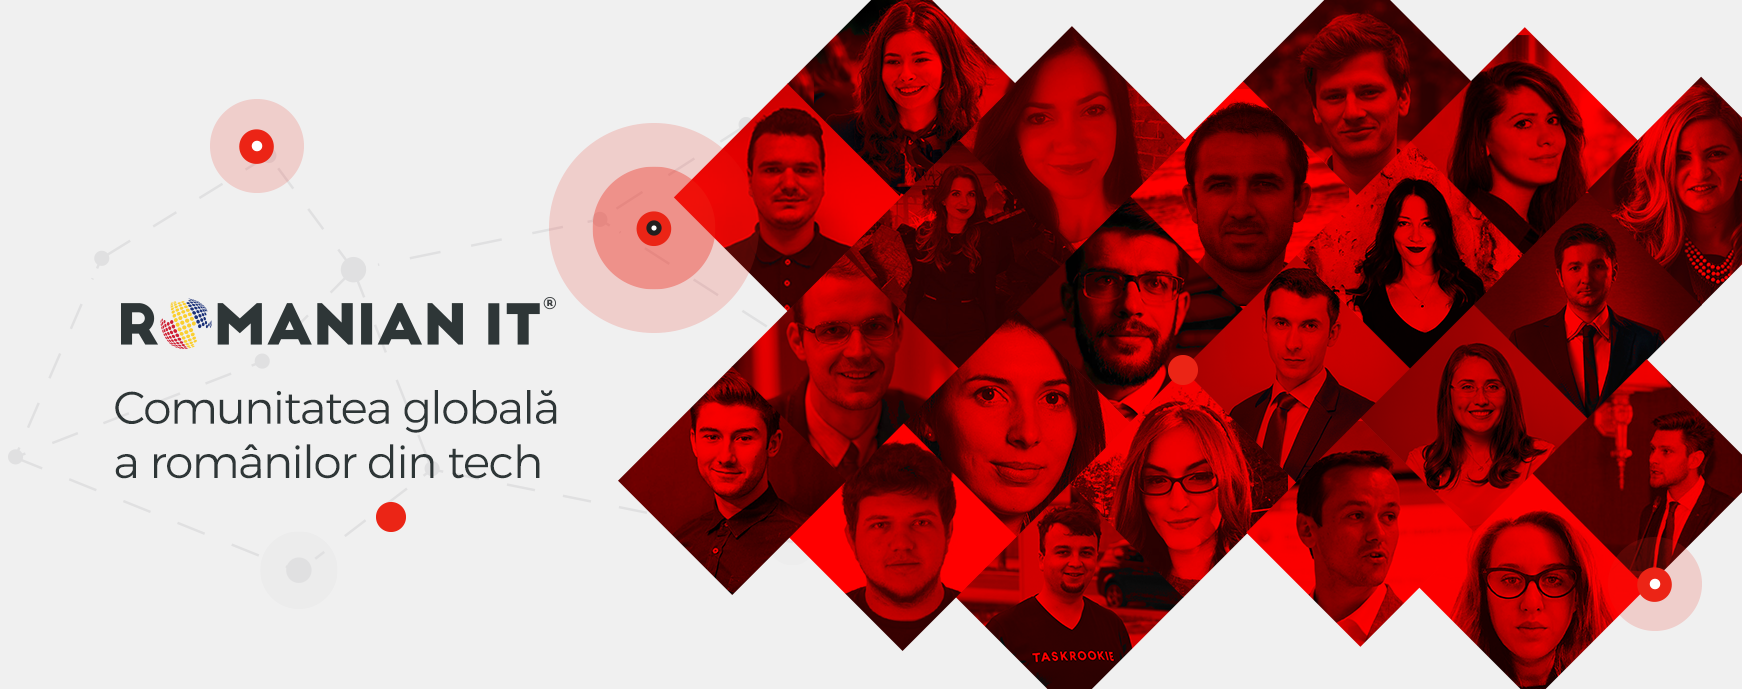 ROMANIAN IT®
Comunitatea globală
a românilor din tech
TASKROOKIE